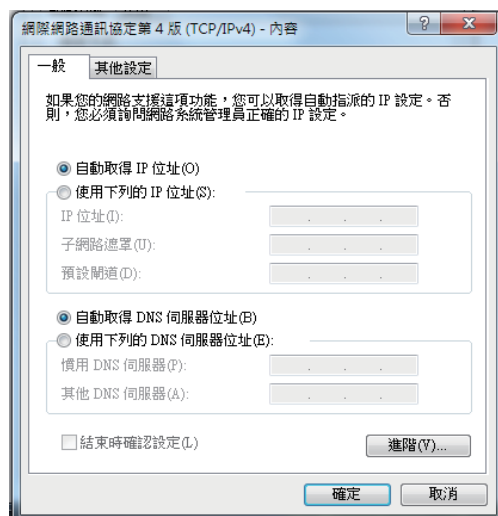 網際網路通訊協定第 4 版 (TCP/IPv4) - 內容
一般
其他設定
如果您的網路支援這項功能，您可以取得自動指派的 IP 設定。否
則，您必須詢問網路系統管理員正確的 IP 設定。
自動取得 IP 位址(O)
使用下列的 IP 位址(S):
IP 位址(I):
子網路遮罩(U):
預設閘道(D):
自動取得 DNS 伺服器位址(B)
使用下列的 DNS 伺服器位址(E):
慣用 DNS 伺服器(P):
其他 DNS 伺服器(A):
結束時確認設定(L)
進階(V)...
確定
取消